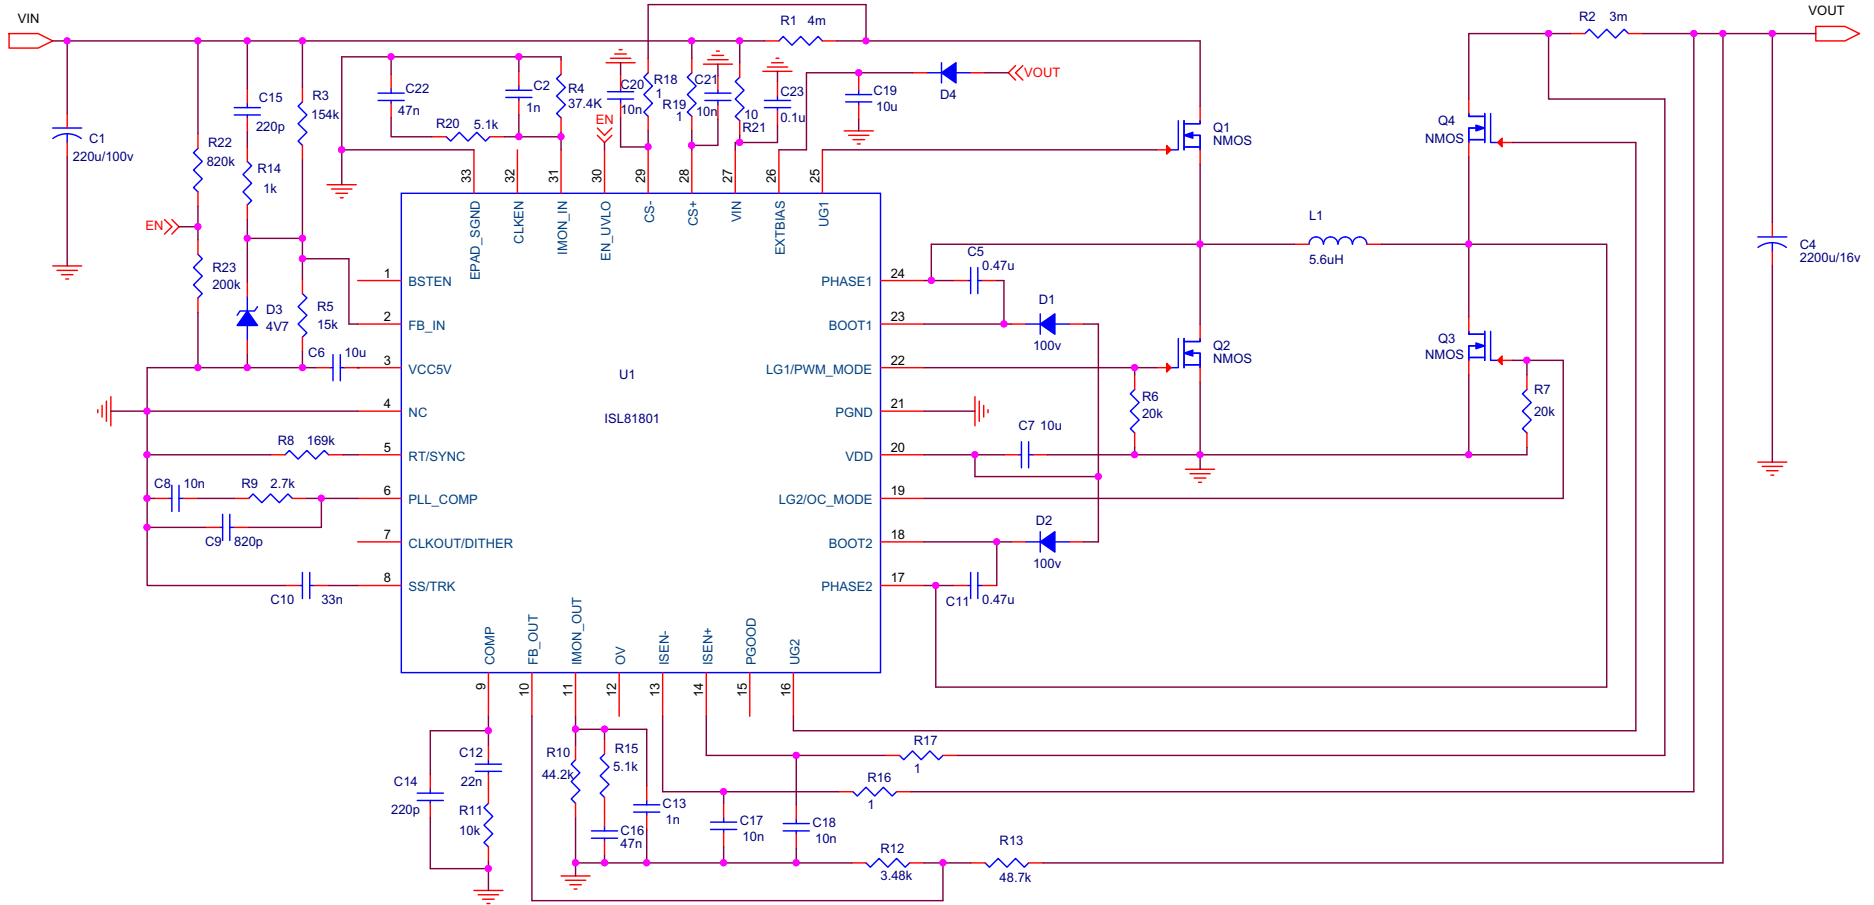 VIN
R1 4m
R2 3m
VOUT
C22
47n
C2
1n
R4
37.4K
R20 5.1k
EN
C20
10n
R18
1
R19
1
C21
10n
10
R21
C23
0.1u
C19
10u
D4
VOUT
C1
220u/100v
R22
820k
C15
220p
R3
154k
R14
1k
EN
R23
200k
D3
4V7
R5
15k
C6 10u
Q1
NMOS
Q4
NMOS
L1
5.6uH
C4
2200u/16v
33
32
31
30
29
28
27
26
25
EPAD_SGND
CLKEN
IMON_IN
EN_UVLO
CS-
CS+
VIN
EXTBIAS
UG1
1
BSTEN
2
FB_IN
3
VCC5V
4
NC
5
RT/SYNC
6
PLL_COMP
7
CLKOUT/DITHER
8
SS/TRK
U1
ISL81801
PHASE1
24
BOOT1
23
LG1/PWM_MODE
22
PGND
21
VDD
20
LG2/OC_MODE
19
BOOT2
18
PHASE2
17
C5
0.47u
D1
100v
Q2
NMOS
Q3
NMOS
R6
20k
R7
20k
C7 10u
D2
100v
C11 0.47u
R8 169k
C8 10n
R9 2.7k
C9 820p
C10 33n
COMP
FB_OUT
IMON_OUT
OV
ISEN-
ISEN+
PGOOD
UG2
9
10
11
12
13
14
15
16
C14
220p
C12
22n
R11
10k
R10
44.2k
R15
5.1k
C16
47n
C13
1n
C17
10n
C18
10n
R17
1
R16
1
R12
3.48k
R13
48.7k